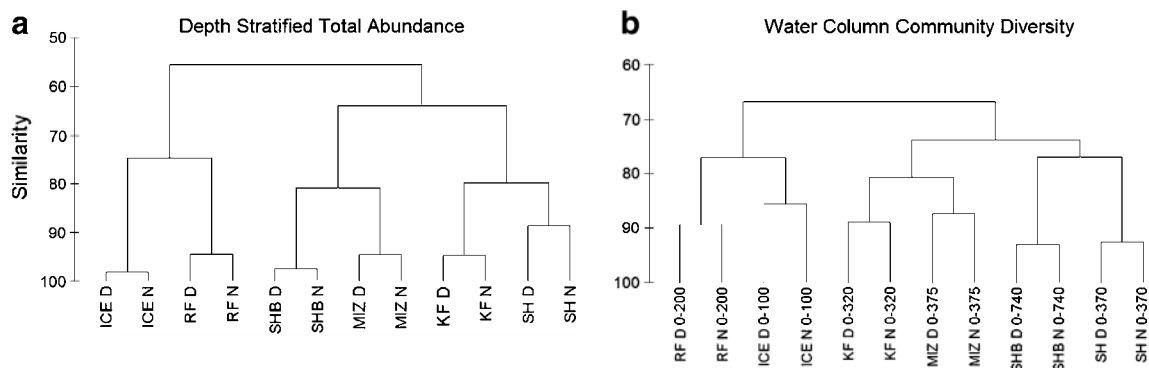 a
Depth Stratified Total Abundance
Similarity
50
60
70
80
90
100
ICE D
ICE N
RF D
RF N
SHB D
SHB N
MIZ D
MIZ N
KF D
KF N
SH D
SH N
b
Water Column Community Diversity
60
70
80
90
100
RF D 0-200
RF N 0-200
ICE D 0-100
ICE N 0-100
KF D 0-320
KF N 0-320
MIZ D 0-375
MIZ N 0-375
SHB D 0-740
SHB N 0-740
SH D 0-370
SH N 0-370